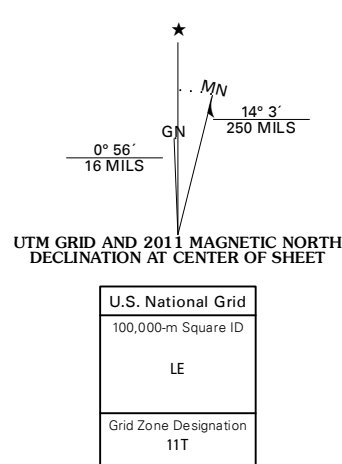 ★
MN
GN
0° 56´
16 MILS
14° 3´
250 MILS
UTM GRID AND 2011 MAGNETIC NORTH
DECLINATION AT CENTER OF SHEET
U.S. National Grid
100,000-m Square ID
LE
Grid Zone Designation
11T